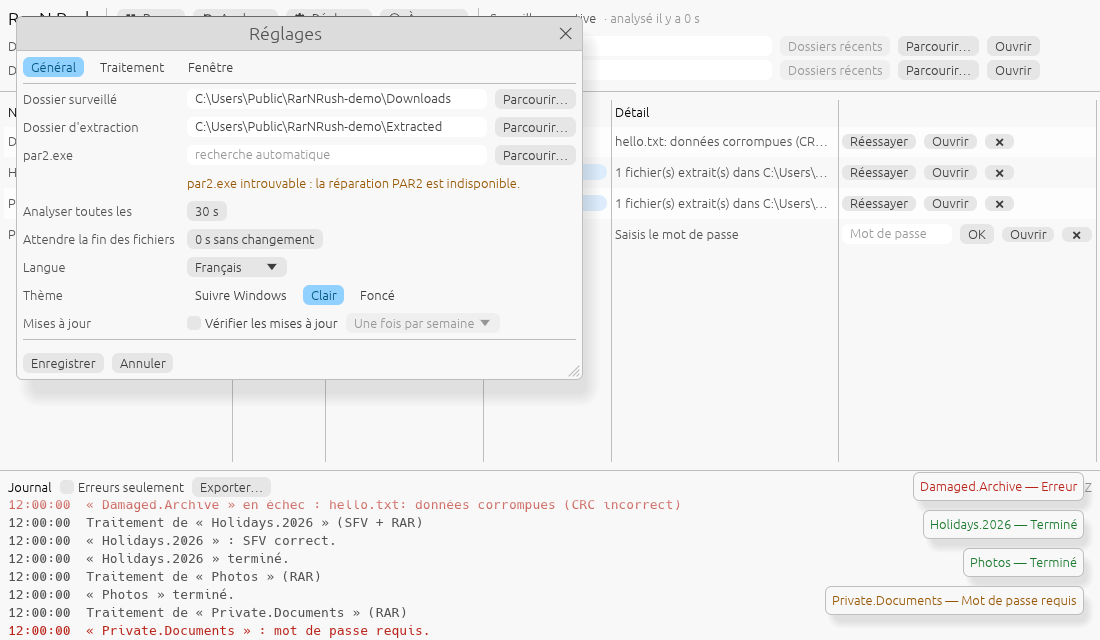 Réglages
Général Traitement Fenêtre
Dossier surveillé C:\Users\Public\RarNRush-demo\Downloads Parcourir…
Dossier d'extraction C:\Users\Public\RarNRush-demo\Extracted Parcourir…
par2.exe recherche automatique Parcourir…
par2.exe introuvable : la réparation PAR2 est indisponible.
Analyser toutes les 30 s
Attendre la fin des fichiers 0 s sans changement
Langue Français
Thème Suivre Windows Clair Foncé
Mises à jour Vérifier les mises à jour Une fois par semaine
Enregistrer Annuler
· analysé il y a 0 s
Dossiers récents Parcourir… Ouvrir
Dossiers récents Parcourir… Ouvrir
Détail
hello.txt: données corrompues (CR… Réessayer Ouvrir ×
1 fichier(s) extrait(s) dans C:\Users\… Réessayer Ouvrir ×
1 fichier(s) extrait(s) dans C:\Users\… Réessayer Ouvrir ×
Saisis le mot de passe Mot de passe OK Ouvrir ×
Journal Erreurs seulement Exporter…
12:00:00 « Damaged.Archive » en échec : hello.txt: données corrompues (CRC incorrect)
12:00:00 Traitement de « Holidays.2026 » (SFV + RAR)
12:00:00 « Holidays.2026 » : SFV correct.
12:00:00 « Holidays.2026 » terminé.
12:00:00 Traitement de « Photos » (RAR)
12:00:00 « Photos » terminé.
12:00:00 Traitement de « Private.Documents » (RAR)
12:00:00 « Private.Documents » : mot de passe requis.
Damaged.Archive — Erreur
Holidays.2026 — Terminé
Photos — Terminé
Private.Documents — Mot de passe requis